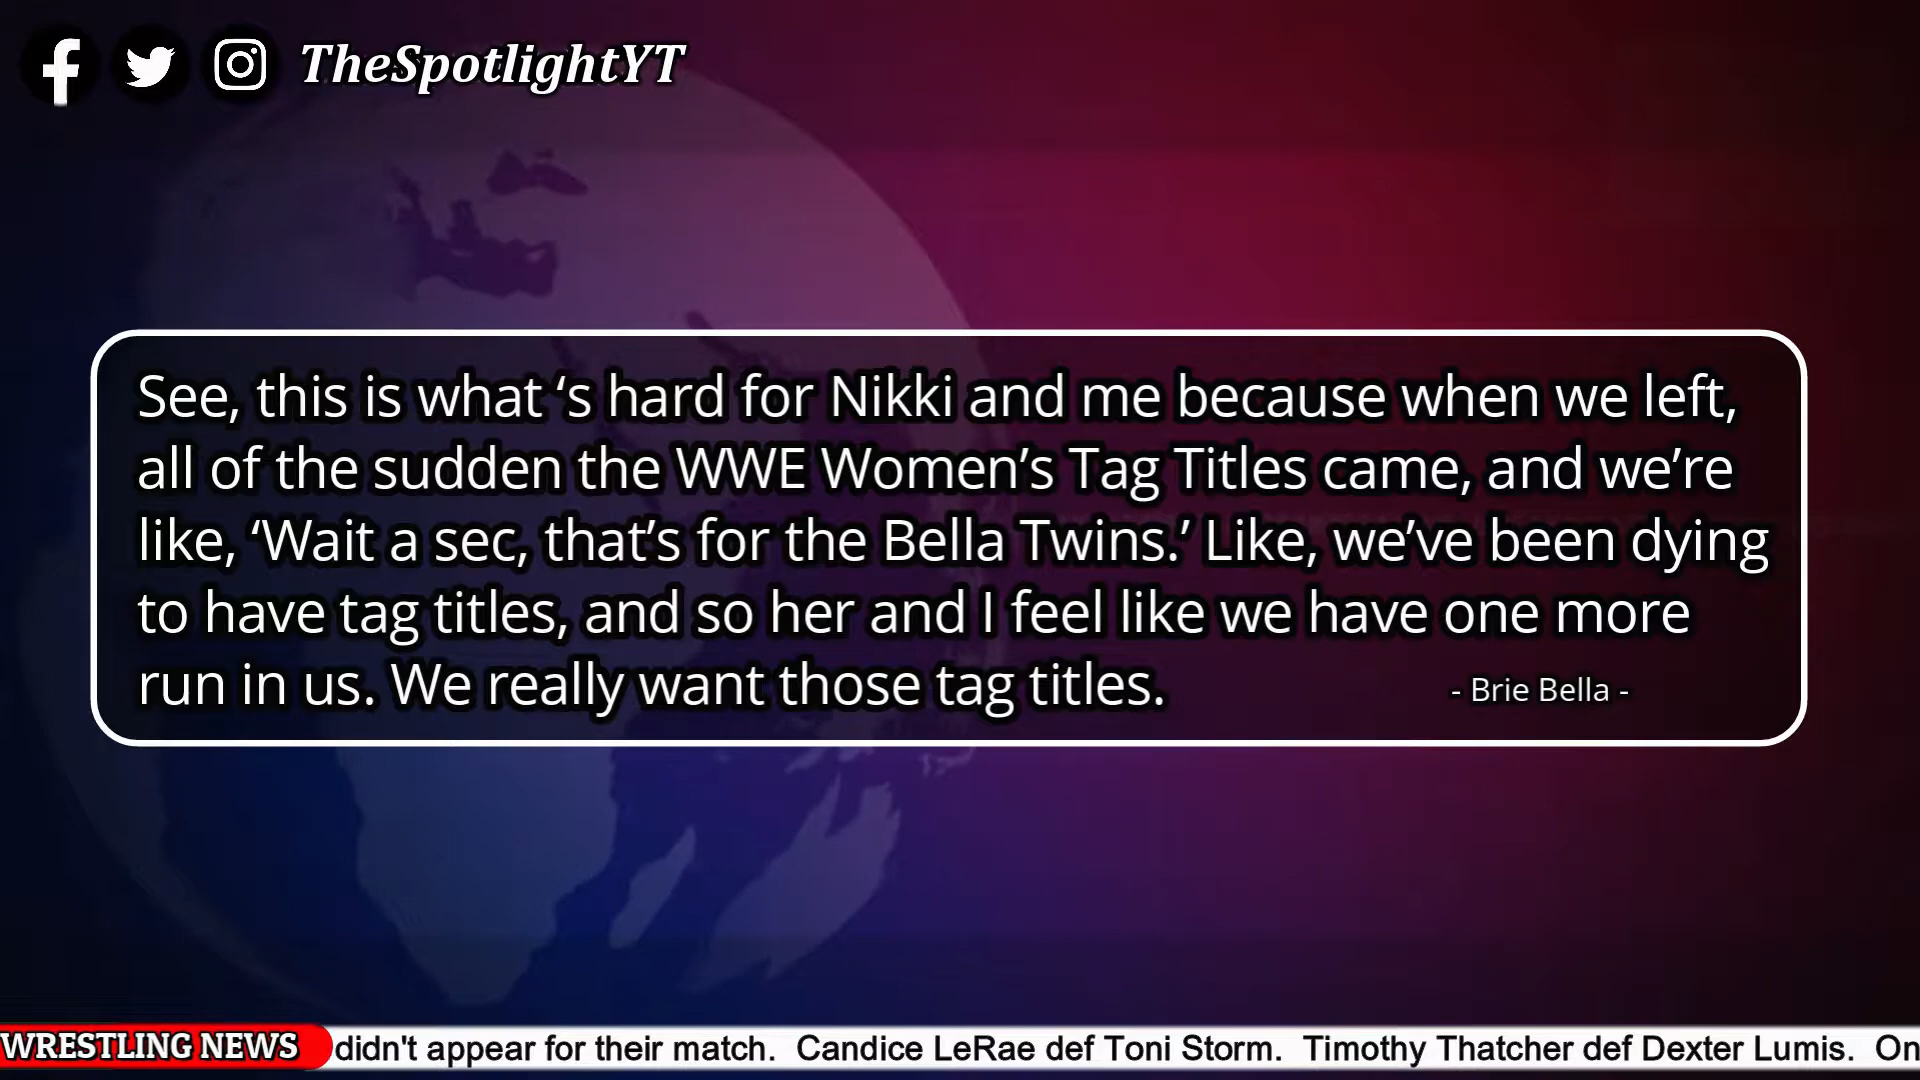 TheSpotlightYT
See, this is what ‘s hard for Nikki and me because when we left,
all of the sudden the WWE Women’s Tag Titles came, and we’re
like, ‘Wait a sec, that’s for the Bella Twins.’ Like, we’ve been dying
to have tag titles, and so her and I feel like we have one more
run in us. We really want those tag titles.
- Brie Bella -
WRESTLING NEWS didn't appear for their match. Candice LeRae def Toni Storm. Timothy Thatcher def Dexter Lumis. On